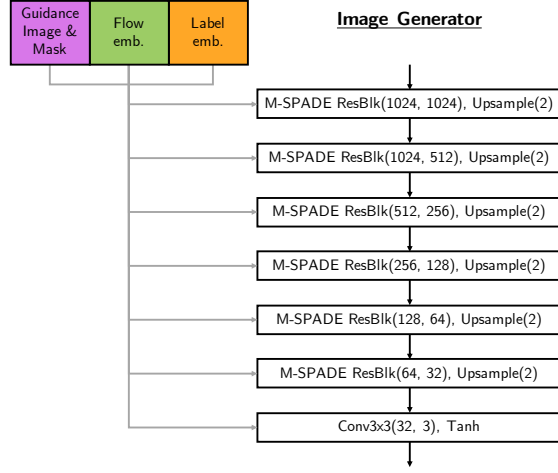 Guidance
Image &
Mask
Flow
emb.
Label
emb.
Image Generator
M-SPADE ResBlk(1024, 1024), Upsample(2)
M-SPADE ResBlk(1024, 512), Upsample(2)
M-SPADE ResBlk(512, 256), Upsample(2)
M-SPADE ResBlk(256, 128), Upsample(2)
M-SPADE ResBlk(128, 64), Upsample(2)
M-SPADE ResBlk(64, 32), Upsample(2)
Conv3x3(32, 3), Tanh